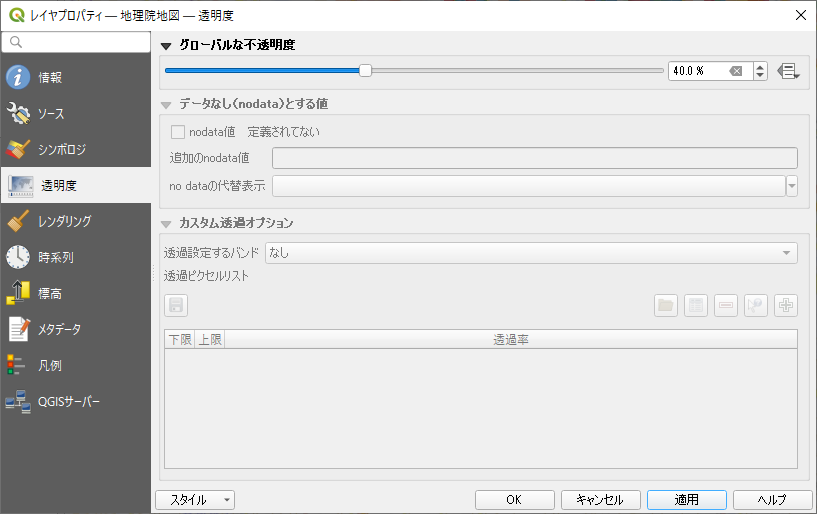 レイヤプロパティ — 地理院地図 — 透明度
情報
ソース
シンボロジ
透明度
レンダリング
時系列
標高
メタデータ
凡例
QGISサーバー
グローバルな不透明度
40.0 %
データなし(nodata)とする値
nodata値 定義されてない
追加のnodata値
no dataの代替表示
カスタム透過オプション
透過設定するバンド なし
透過ピクセルリスト
下限 上限 透過率
スタイル OK キャンセル 適用 ヘルプ